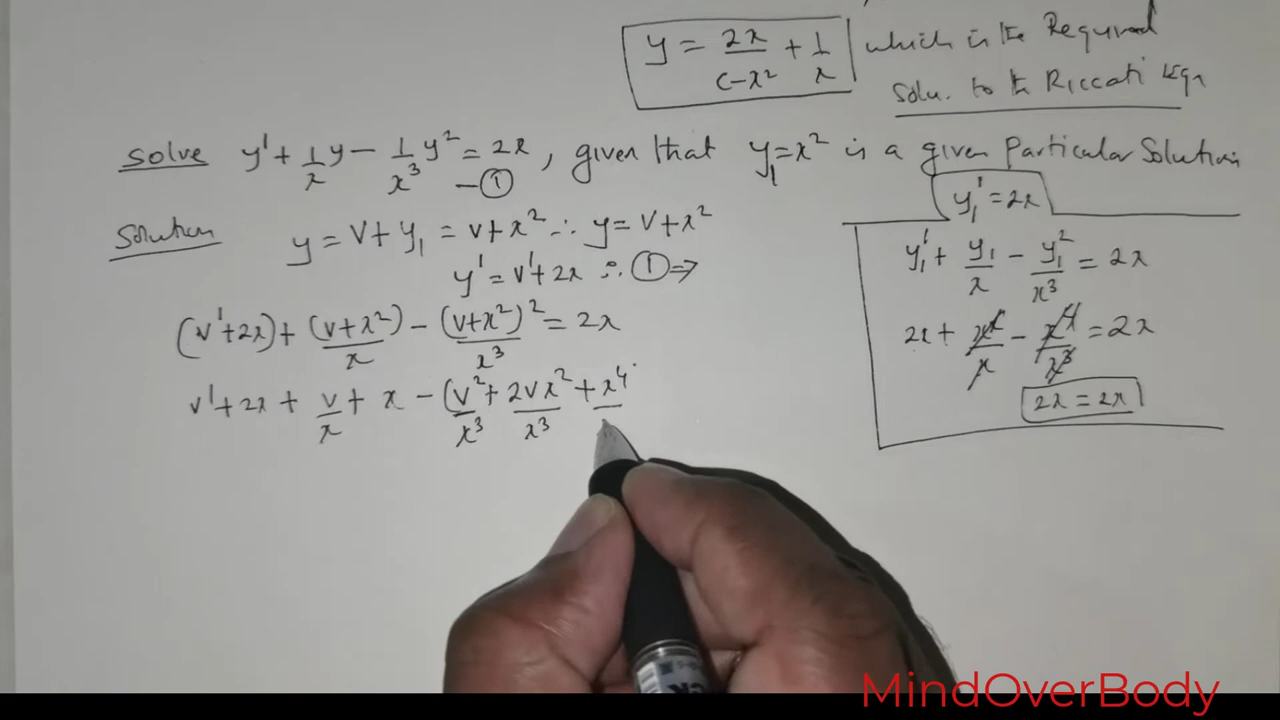 y = 2x/(c-x²) + 1/x which is the Required
Solu. to the Riccati Eqn
Solve y' + 1/x y - 1/x³ y² = 2x, given that y₁ = x² is a given Particular Solution
—①
y₁' = 2x
Solution y = V + y₁ = V + x² ∴ y = V + x²
y' = v' + 2x ∴ ① ⇒
(v' + 2x) + (v + x²)/x - (v + x²)²/x³ = 2x
v' + 2x + v/x + x - (v²/x³ + 2vx²/x³ + x⁴
y₁' + y₁/x - y₁²/x³ = 2x
2x + x²/x - x⁴/x³ = 2x
2x = 2x
MindOverBody